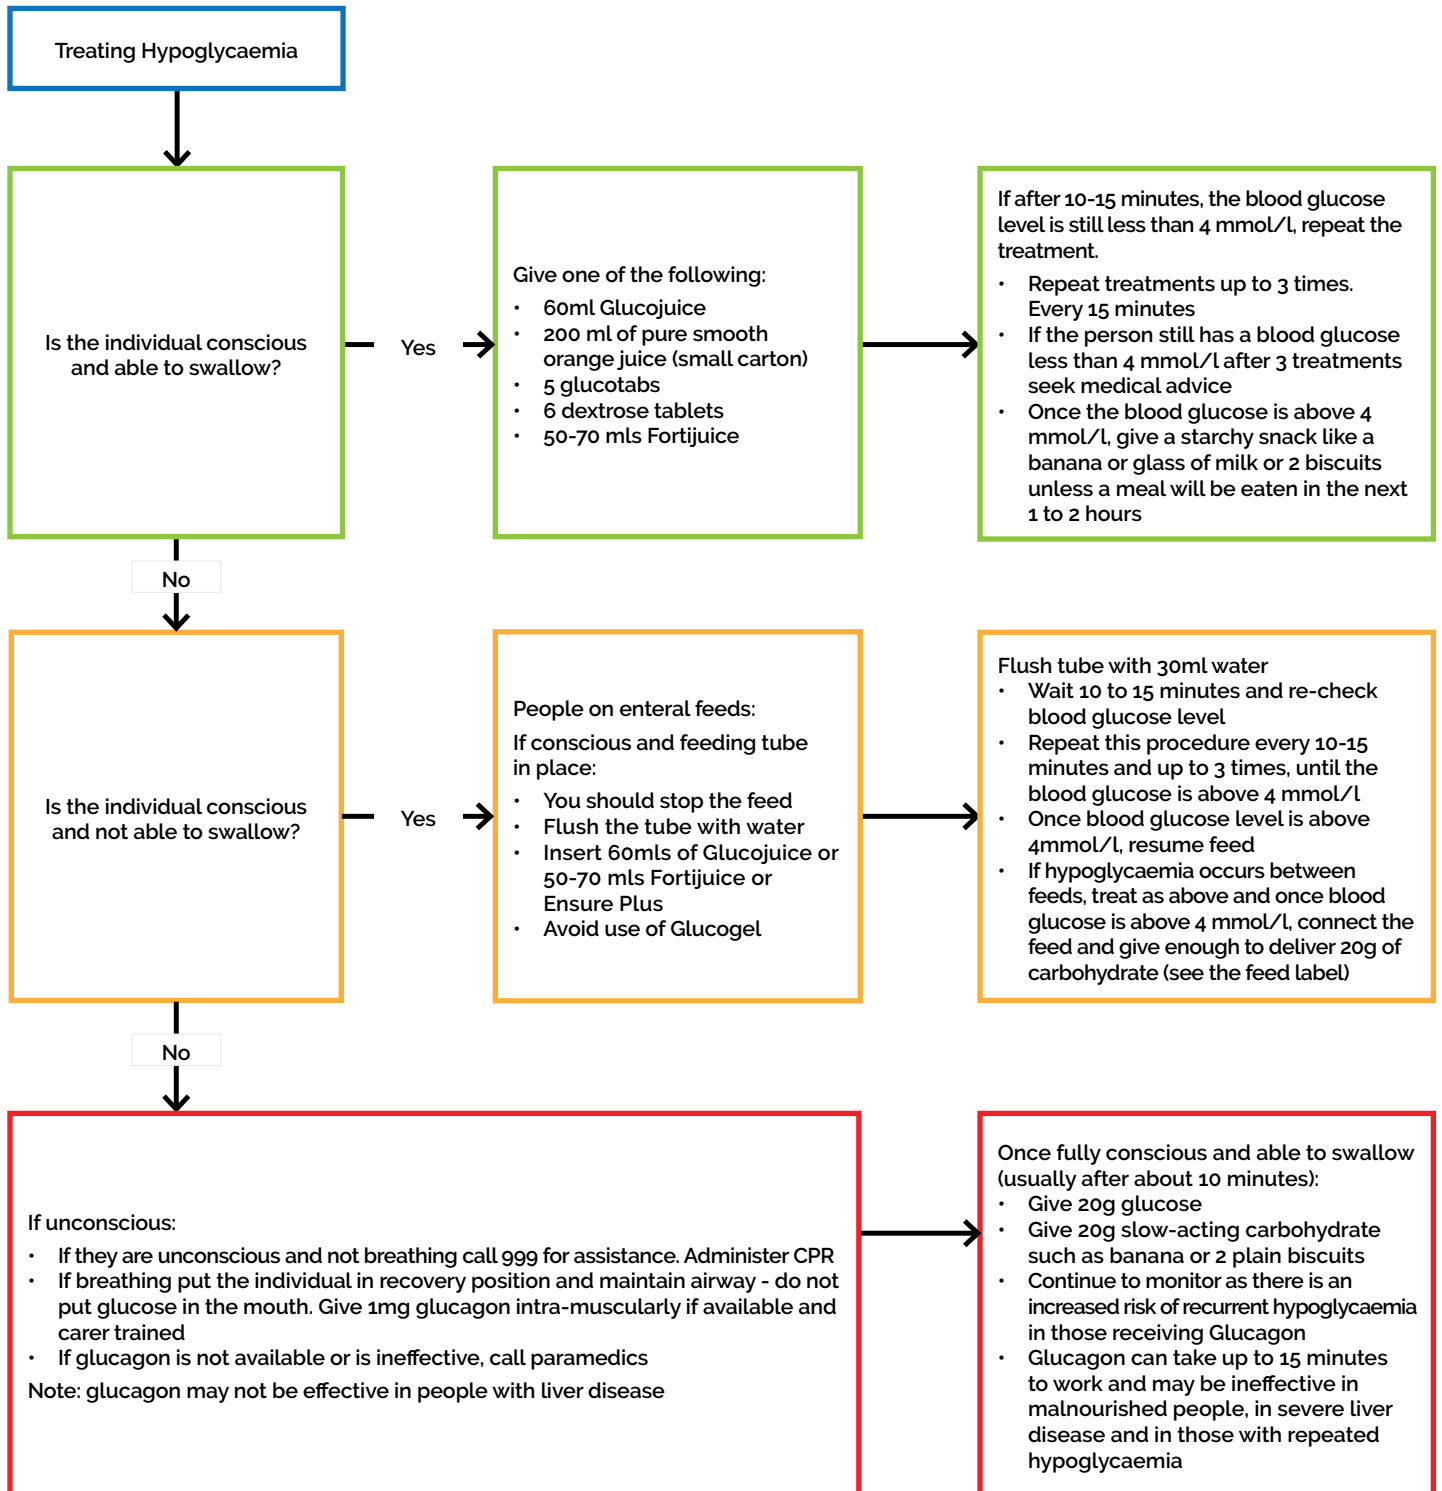 Treating Hypoglycaemia
Is the individual conscious
and able to swallow?
Yes
Give one of the following:
• 60ml Glucojuice
• 200 ml of pure smooth
orange juice (small carton)
• 5 glucotabs
• 6 dextrose tablets
• 50-70 mls Fortijuice
If after 10-15 minutes, the blood glucose
level is still less than 4 mmol/l, repeat the
treatment.
• Repeat treatments up to 3 times.
Every 15 minutes
• If the person still has a blood glucose
less than 4 mmol/l after 3 treatments
seek medical advice
• Once the blood glucose is above 4
mmol/l, give a starchy snack like a
banana or glass of milk or 2 biscuits
unless a meal will be eaten in the next
1 to 2 hours
No
Is the individual conscious
and not able to swallow?
Yes
People on enteral feeds:
If conscious and feeding tube
in place:
• You should stop the feed
• Flush the tube with water
• Insert 60mls of Glucojuice or
50-70 mls Fortijuice or
Ensure Plus
• Avoid use of Glucogel
Flush tube with 30ml water
• Wait 10 to 15 minutes and re-check
blood glucose level
• Repeat this procedure every 10-15
minutes and up to 3 times, until the
blood glucose is above 4 mmol/l
• Once blood glucose level is above
4mmol/l, resume feed
• If hypoglycaemia occurs between
feeds, treat as above and once blood
glucose is above 4 mmol/l, connect the
feed and give enough to deliver 20g of
carbohydrate (see the feed label)
No
If unconscious:
• If they are unconscious and not breathing call 999 for assistance. Administer CPR
• If breathing put the individual in recovery position and maintain airway - do not
put glucose in the mouth. Give 1mg glucagon intra-muscularly if available and
carer trained
• If glucagon is not available or is ineffective, call paramedics
Note: glucagon may not be effective in people with liver disease
Once fully conscious and able to swallow
(usually after about 10 minutes):
• Give 20g glucose
• Give 20g slow-acting carbohydrate
such as banana or 2 plain biscuits
• Continue to monitor as there is an
increased risk of recurrent hypoglycaemia
in those receiving Glucagon
• Glucagon can take up to 15 minutes
to work and may be ineffective in
malnourished people, in severe liver
disease and in those with repeated
hypoglycaemia